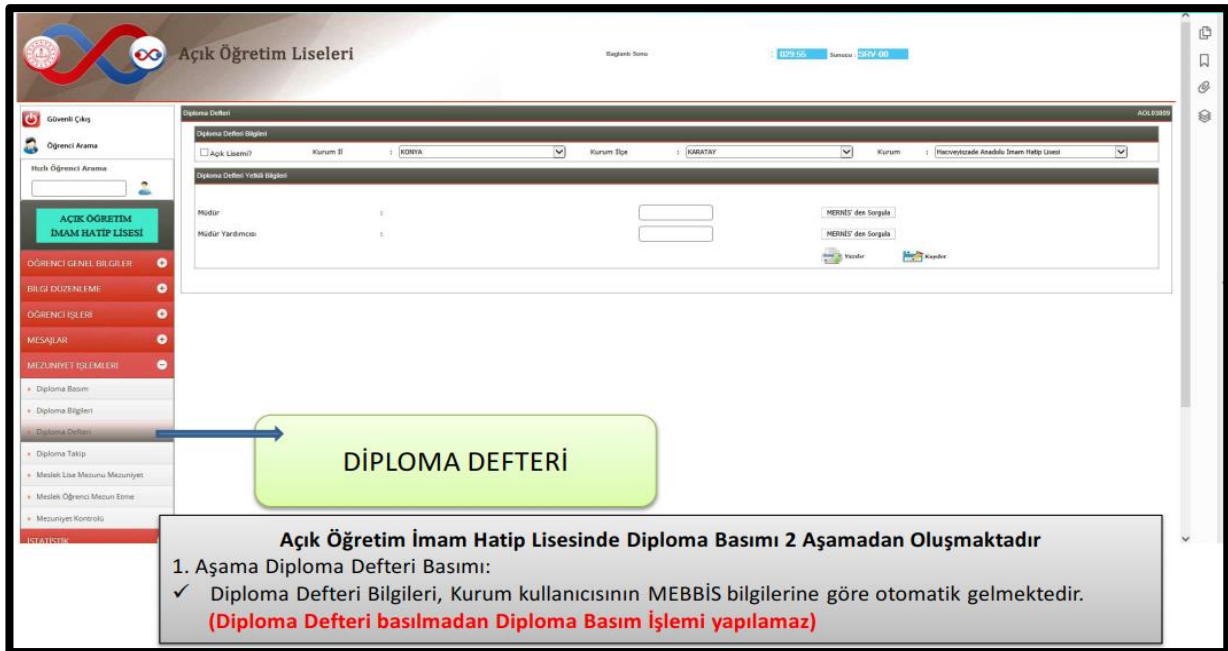 Açık Öğretim Liseleri
Bağlantı Sonu : 029:55 Sunucu : SRV-00
Güvenli Çıkış
Öğrenci Arama
Hızlı Öğrenci Arama
AÇIK ÖĞRETİM
İMAM HATİP LİSESİ
ÖĞRENCİ GENEL BİLGİLER
BİLGİ DÜZENLEME
ÖĞRENCİ İŞLERİ
MESAJLAR
MEZUNİYET İŞLEMLERİ
Diploma Basım
Diploma Bilgileri
Diploma Defteri
Diploma Takip
Meslek Lise Mezunu Mezuniyet
Meslek Öğrenci Mezun Etme
Mezuniyet Kontrolü
İSTATİSTİK
Diploma Defteri AOL03009
Diploma Defteri Bilgileri
Açık Lisemi? Kurum İl : KONYA Kurum İlçe : KARATAY Kurum : Hacıveyiszade Anadolu İmam Hatip Lisesi
Diploma Defteri Yetkili Bilgileri
Müdür : MERNİS' den Sorgula
Müdür Yardımcısı : MERNİS' den Sorgula
Yazdır Kaydet
DİPLOMA DEFTERİ
Açık Öğretim İmam Hatip Lisesinde Diploma Basımı 2 Aşamadan Oluşmaktadır
1. Aşama Diploma Defteri Basımı:
✓ Diploma Defteri Bilgileri, Kurum kullanıcısının MEBBİS bilgilerine göre otomatik gelmektedir.
(Diploma Defteri basılmadan Diploma Basım İşlemi yapılamaz)